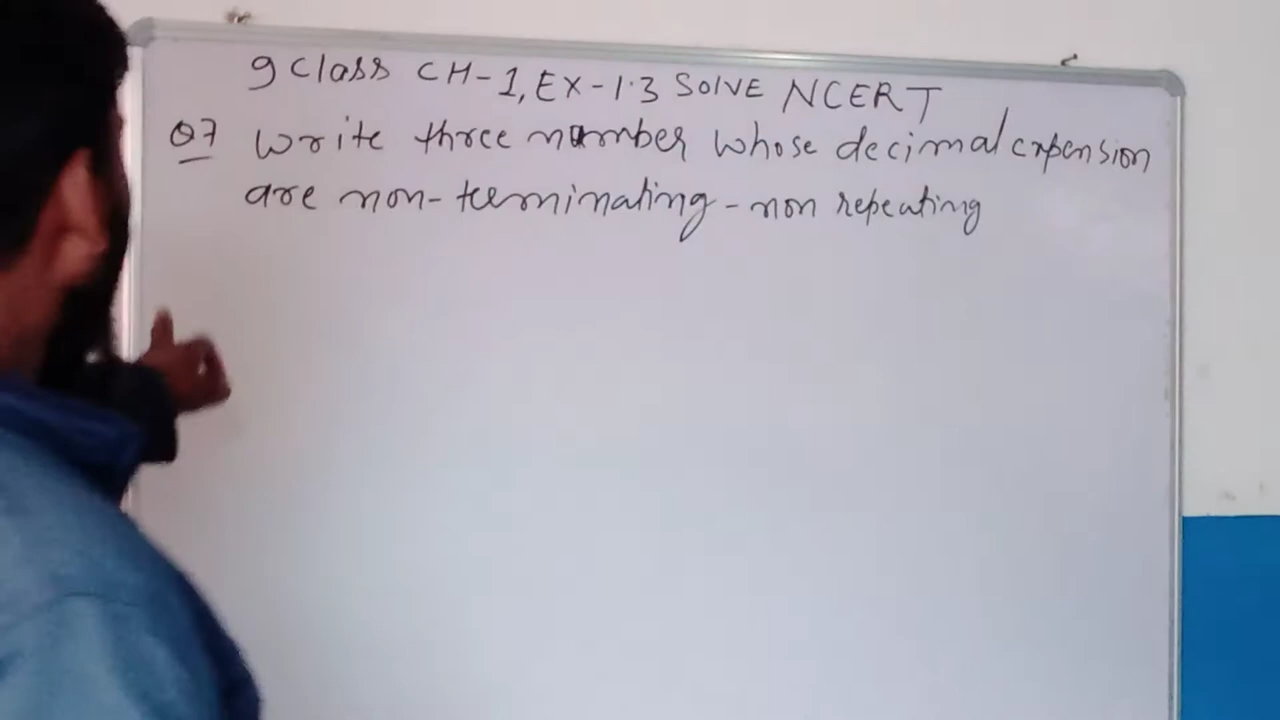 9 Class CH-1, EX-1.3 SOLVE NCERT
Q7 Write three number whose decimal expension
are non-terminating-non repeating